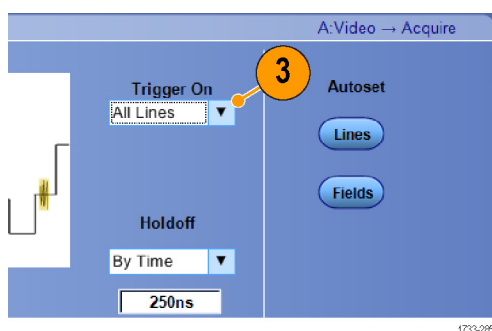 A:Video → Acquire
3
Trigger On
Autoset
All Lines
Lines
Fields
Holdoff
By Time
250ns